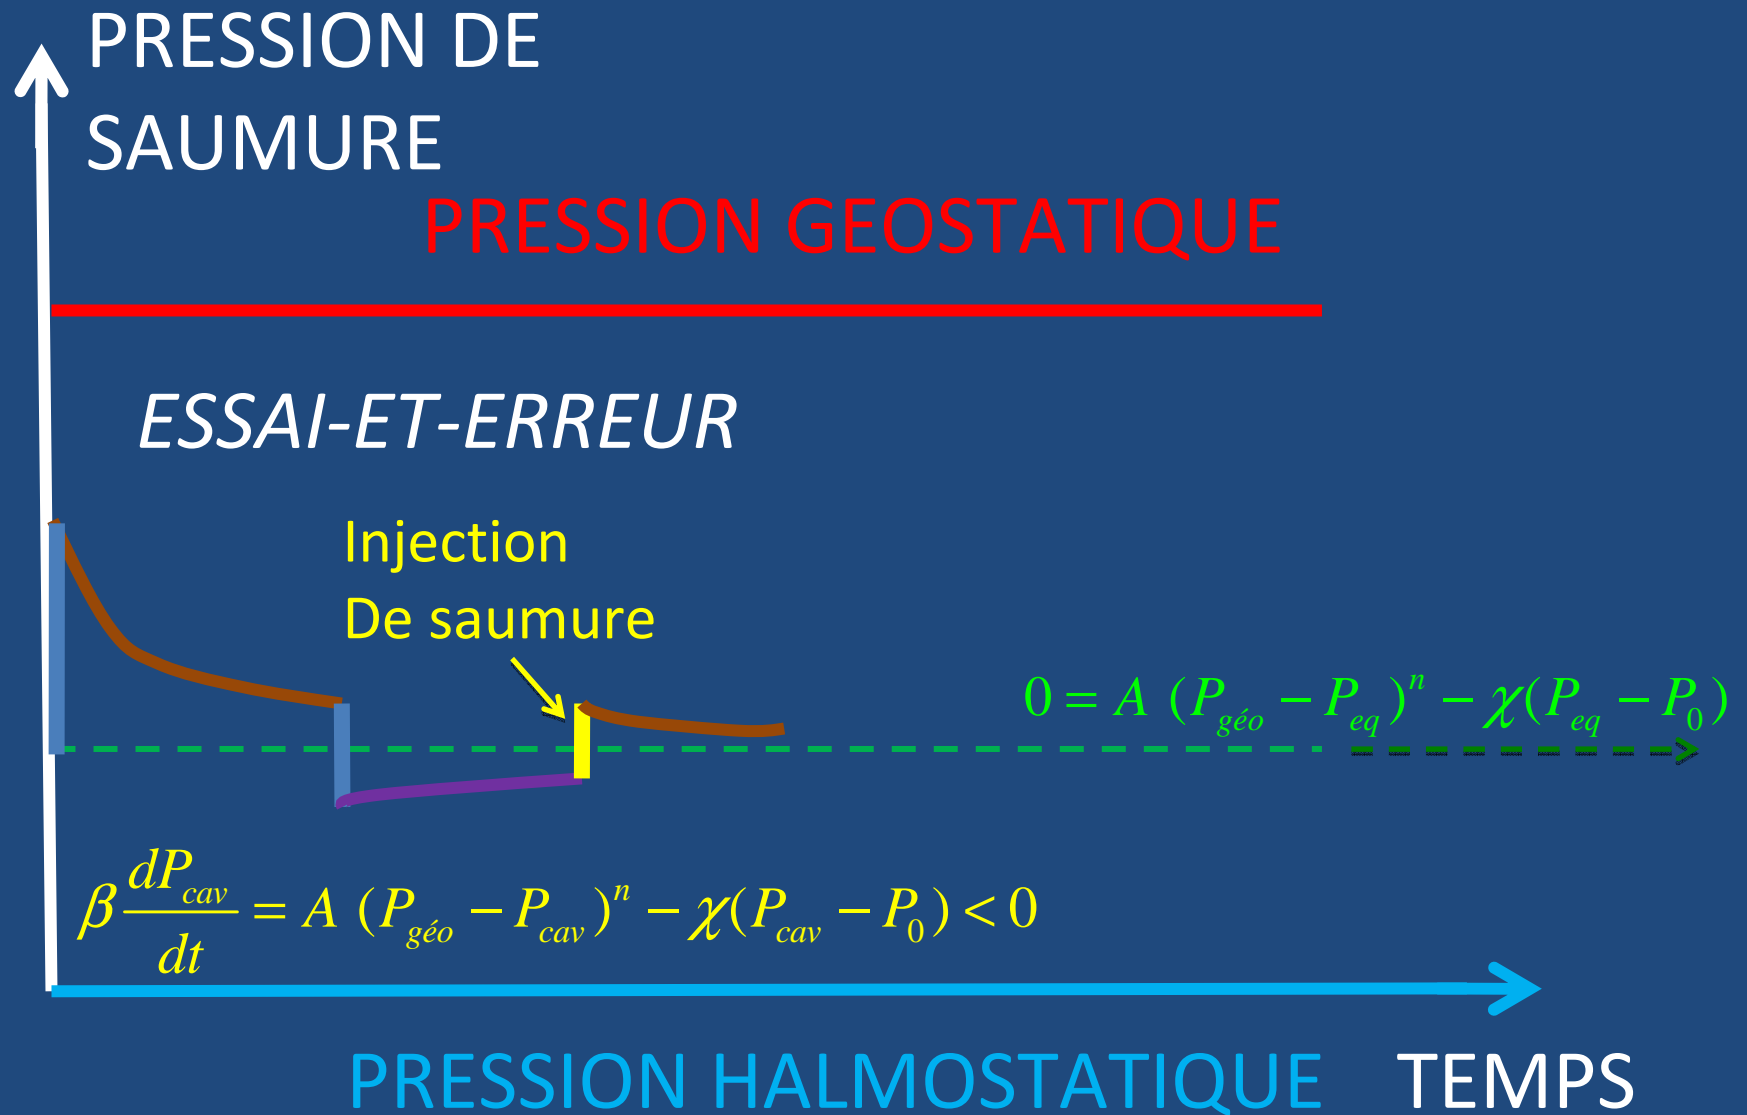 PRESSION DE
SAUMURE
PRESSION GEOSTATIQUE
ESSAI-ET-ERREUR
Injection
De saumure
0 = A (P_géo − P_eq)^n − χ(P_eq − P_0)
β dP_cav/dt = A (P_géo − P_cav)^n − χ(P_cav − P_0) < 0
PRESSION HALMOSTATIQUE TEMPS